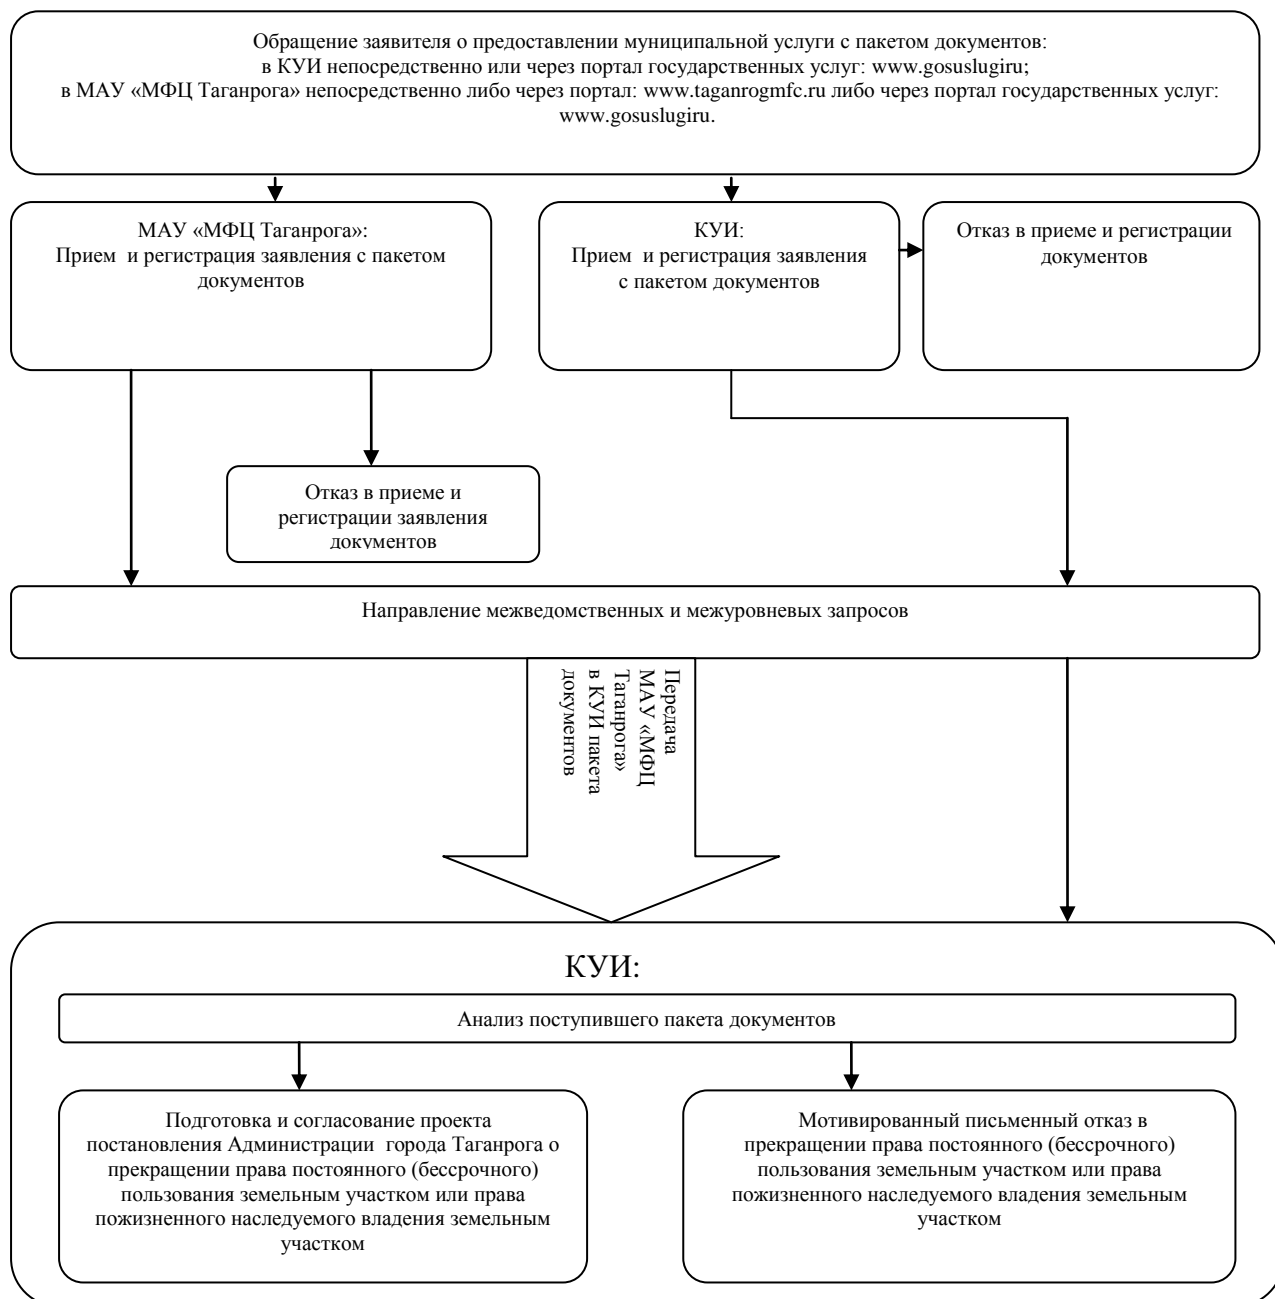 Обращение заявителя о предоставлении муниципальной услуги с пакетом документов:
в КУИ непосредственно или через портал государственных услуг: www.gosuslugiru;
в МАУ «МФЦ Таганрога» непосредственно либо через портал: www.taganrogmfc.ru либо через портал государственных услуг:
www.gosuslugiru.
МАУ «МФЦ Таганрога»:
Прием и регистрация заявления с пакетом
документов
КУИ:
Прием и регистрация заявления
с пакетом документов
Отказ в приеме и регистрации
документов
Отказ в приеме и
регистрации заявления
документов
Направление межведомственных и межуровневых запросов
Передача
МАУ «МФЦ
Таганрога»
в КУИ пакета
документов
КУИ:
Анализ поступившего пакета документов
Подготовка и согласование проекта
постановления Администрации города Таганрога о
прекращении права постоянного (бессрочного)
пользования земельным участком или права
пожизненного наследуемого владения земельным
участком
Мотивированный письменный отказ в
прекращении права постоянного (бессрочного)
пользования земельным участком или права
пожизненного наследуемого владения земельным
участком